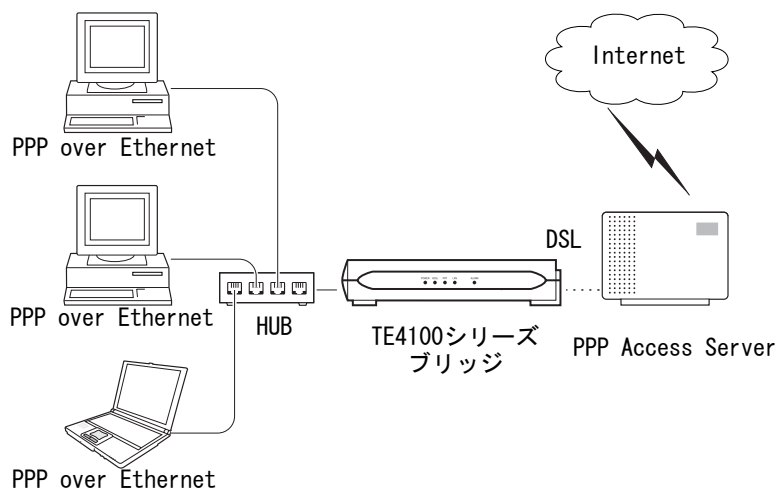 Internet
PPP over Ethernet
DSL
PPP over Ethernet
HUB
TE4100シリーズ
ブリッジ
PPP Access Server
PPP over Ethernet